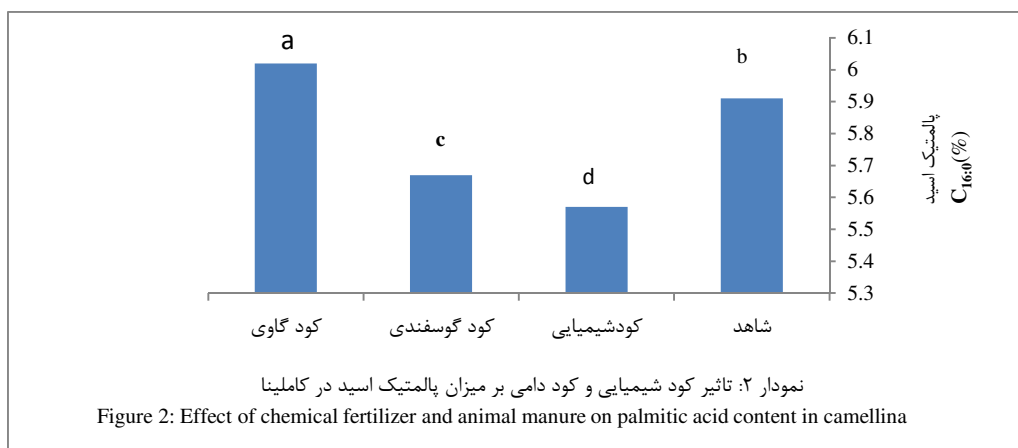 a
b
c
d
6.1
6
5.9
5.8
5.7
5.6
5.5
5.4
5.3
پالمتیک اسید
C16:0(%)
کود گاوی کود گوسفندی کودشیمیایی شاهد
نمودار ۲: تاثیر کود شیمیایی و کود دامی بر میزان پالمتیک اسید در کاملینا
Figure 2: Effect of chemical fertilizer and animal manure on palmitic acid content in camellina